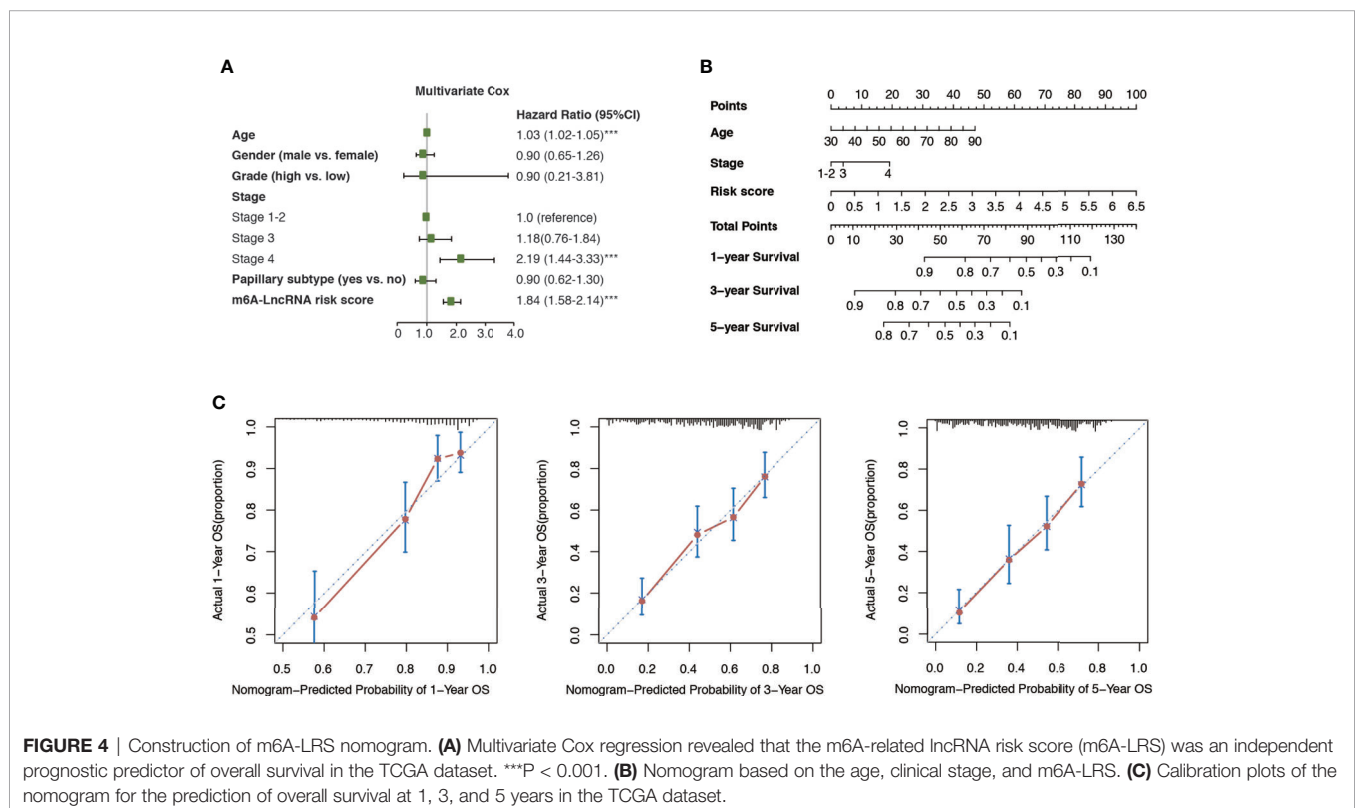 A
Multivariate Cox
Hazard Ratio (95%CI)
Age 1.03 (1.02-1.05)***
Gender (male vs. female) 0.90 (0.65-1.26)
Grade (high vs. low) 0.90 (0.21-3.81)
Stage
Stage 1-2 1.0 (reference)
Stage 3 1.18(0.76-1.84)
Stage 4 2.19 (1.44-3.33)***
Papillary subtype (yes vs. no) 0.90 (0.62-1.30)
m6A-LncRNA risk score 1.84 (1.58-2.14)***
0 1.0 2.0 3.0 4.0
B
0 10 20 30 40 50 60 70 80 90 100
Points
Age
30 40 50 60 70 80 90
Stage
1-2 3 4
Risk score
0 0.5 1 1.5 2 2.5 3 3.5 4 4.5 5 5.5 6 6.5
Total Points
0 10 30 50 70 90 110 130
1-year Survival
0.9 0.8 0.7 0.5 0.3 0.1
3-year Survival
0.9 0.8 0.7 0.5 0.3 0.1
5-year Survival
0.8 0.7 0.5 0.3 0.1
C
Actual 1-Year OS(proportion)
1.0
0.9
0.8
0.7
0.6
0.5
0.5 0.6 0.7 0.8 0.9 1.0
Nomogram-Predicted Probability of 1-Year OS
Actual 3-Year OS(proportion)
1.0
0.8
0.6
0.4
0.2
0.0
0.0 0.2 0.4 0.6 0.8 1.0
Nomogram-Predicted Probability of 3-Year OS
Actual 5-Year OS(proportion)
1.0
0.8
0.6
0.4
0.2
0.0
0.0 0.2 0.4 0.6 0.8 1.0
Nomogram-Predicted Probability of 5-Year OS
FIGURE 4 | Construction of m6A-LRS nomogram. (A) Multivariate Cox regression revealed that the m6A-related lncRNA risk score (m6A-LRS) was an independent
prognostic predictor of overall survival in the TCGA dataset. ***P < 0.001. (B) Nomogram based on the age, clinical stage, and m6A-LRS. (C) Calibration plots of the
nomogram for the prediction of overall survival at 1, 3, and 5 years in the TCGA dataset.